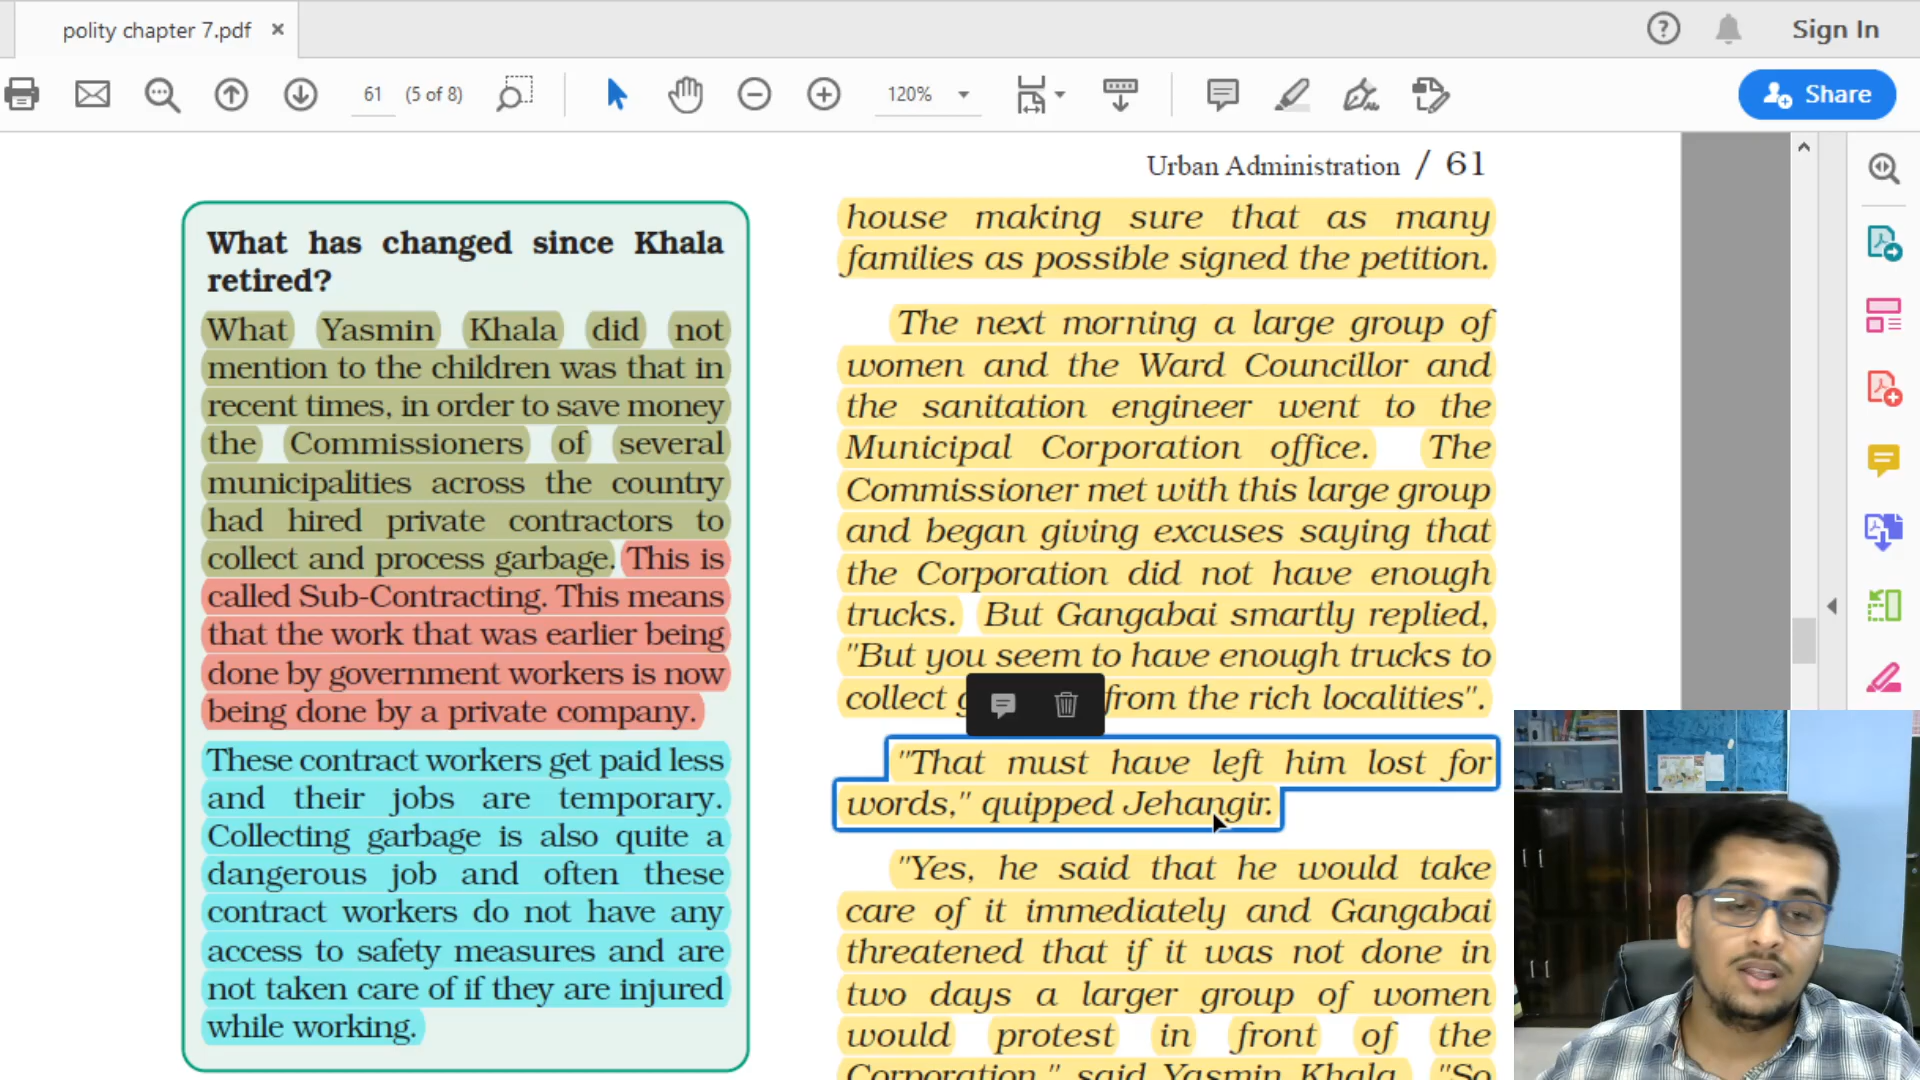 polity chapter 7.pdf
Sign In
61 (5 of 8)
120%
Share
Urban Administration / 61
What has changed since Khala
retired?
What Yasmin Khala did not
mention to the children was that in
recent times, in order to save money
the Commissioners of several
municipalities across the country
had hired private contractors to
collect and process garbage. This is
called Sub-Contracting. This means
that the work that was earlier being
done by government workers is now
being done by a private company.
These contract workers get paid less
and their jobs are temporary.
Collecting garbage is also quite a
dangerous job and often these
contract workers do not have any
access to safety measures and are
not taken care of if they are injured
while working.
house making sure that as many
families as possible signed the petition.
The next morning a large group of
women and the Ward Councillor and
the sanitation engineer went to the
Municipal Corporation office. The
Commissioner met with this large group
and began giving excuses saying that
the Corporation did not have enough
trucks. But Gangabai smartly replied,
"But you seem to have enough trucks to
collect from the rich localities".
"That must have left him lost for
words," quipped Jehangir.
"Yes, he said that he would take
care of it immediately and Gangabai
threatened that if it was not done in
two days a larger group of women
would protest in front of the
Corporation," said Yasmin Khala. "So